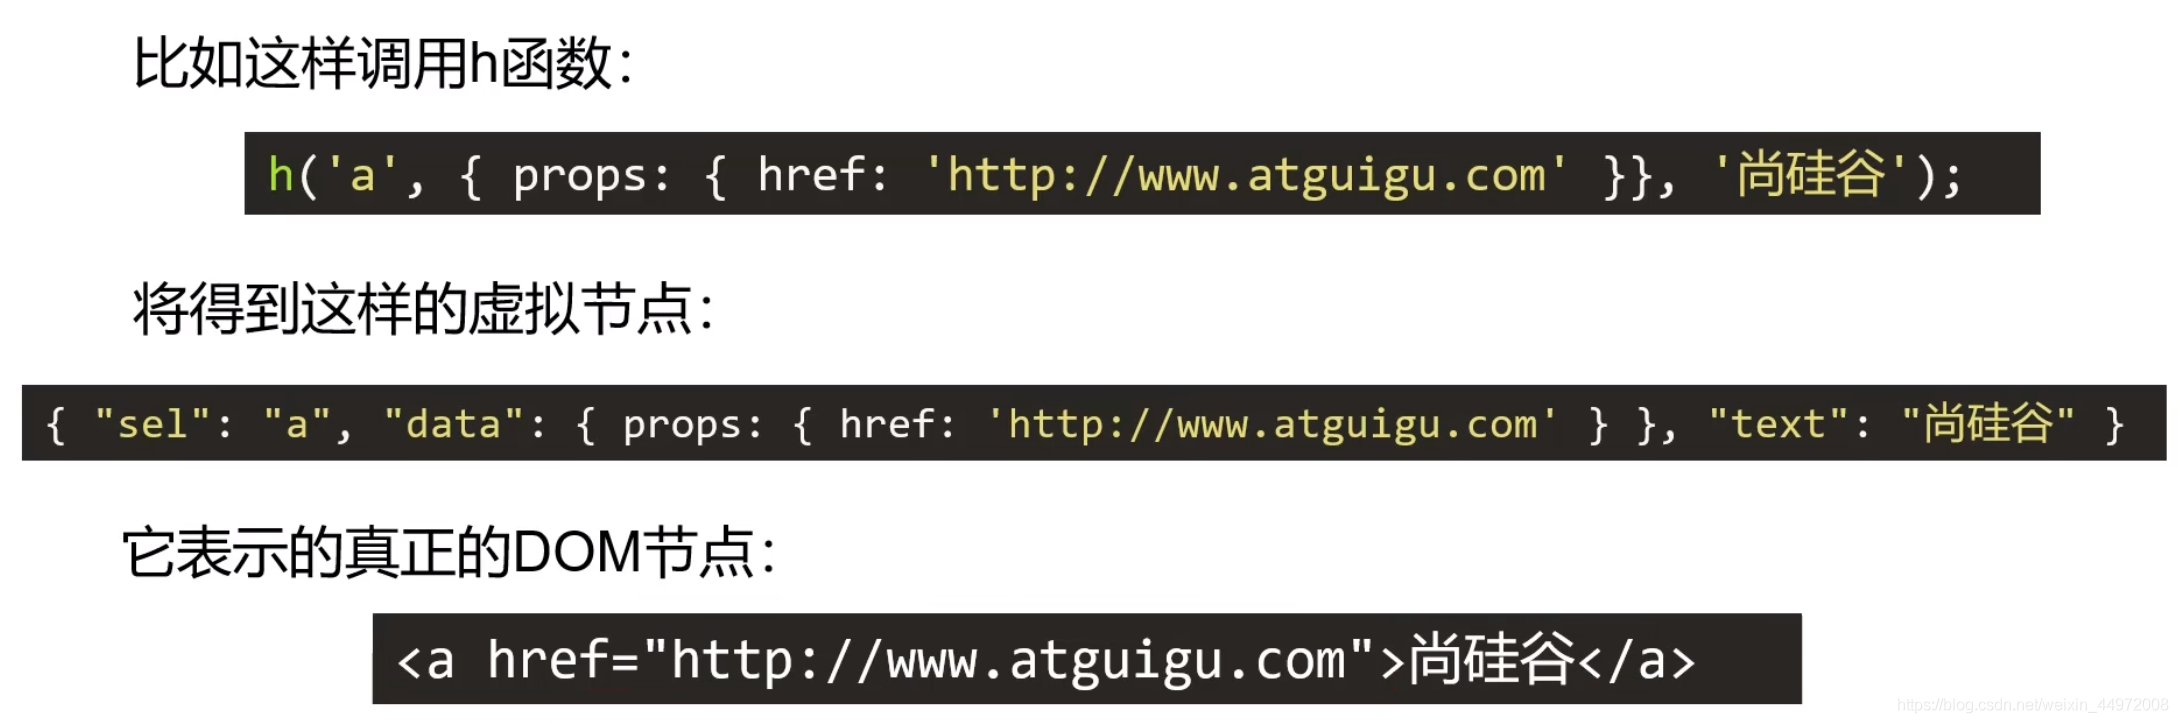 比如这样调用h函数：
h('a', { props: { href: 'http://www.atguigu.com' }}, '尚硅谷');
将得到这样的虚拟节点：
{ "sel": "a", "data": { props: { href: 'http://www.atguigu.com' } }, "text": "尚硅谷" }
它表示的真正的DOM节点：
<a href="http://www.atguigu.com">尚硅谷</a>
https://blog.csdn.net/weixin_44972008